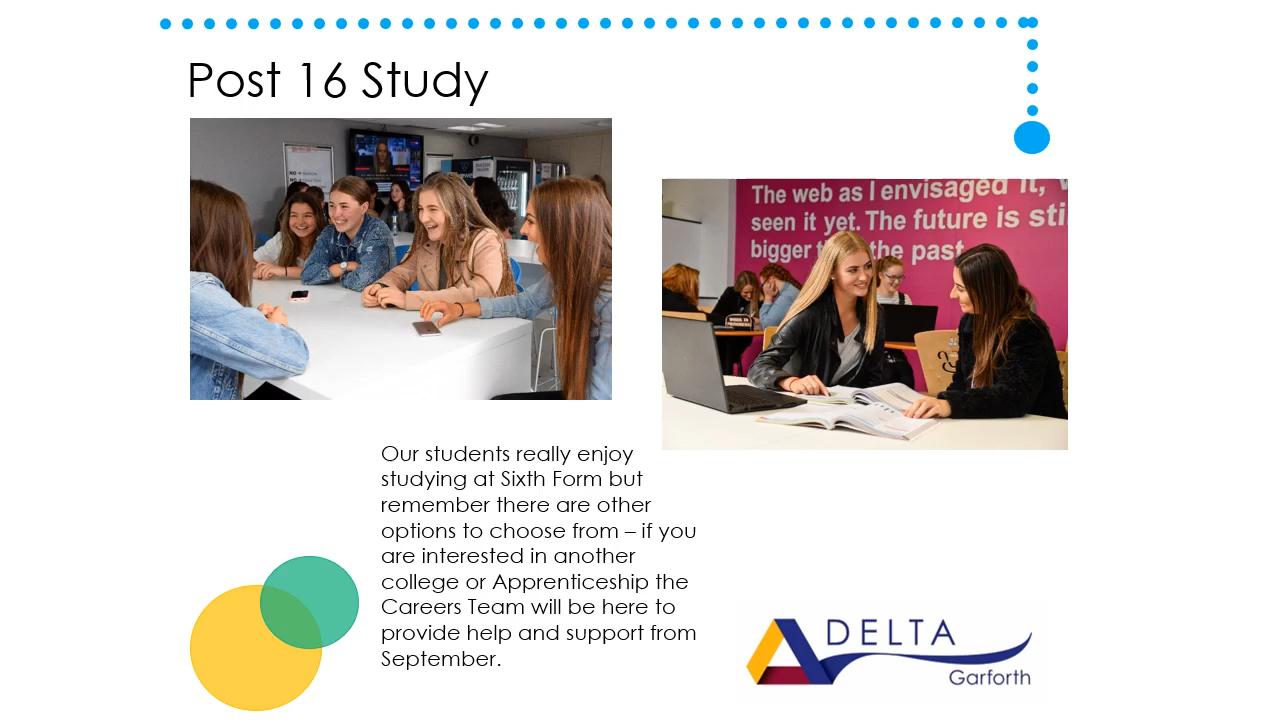 Post 16 Study
The web as I envisaged it,
seen it yet. The future is
bigger the past
Our students really enjoy
studying at Sixth Form but
remember there are other
options to choose from – if you
are interested in another
college or Apprenticeship the
Careers Team will be here to
provide help and support from
September.
DELTA
Garforth